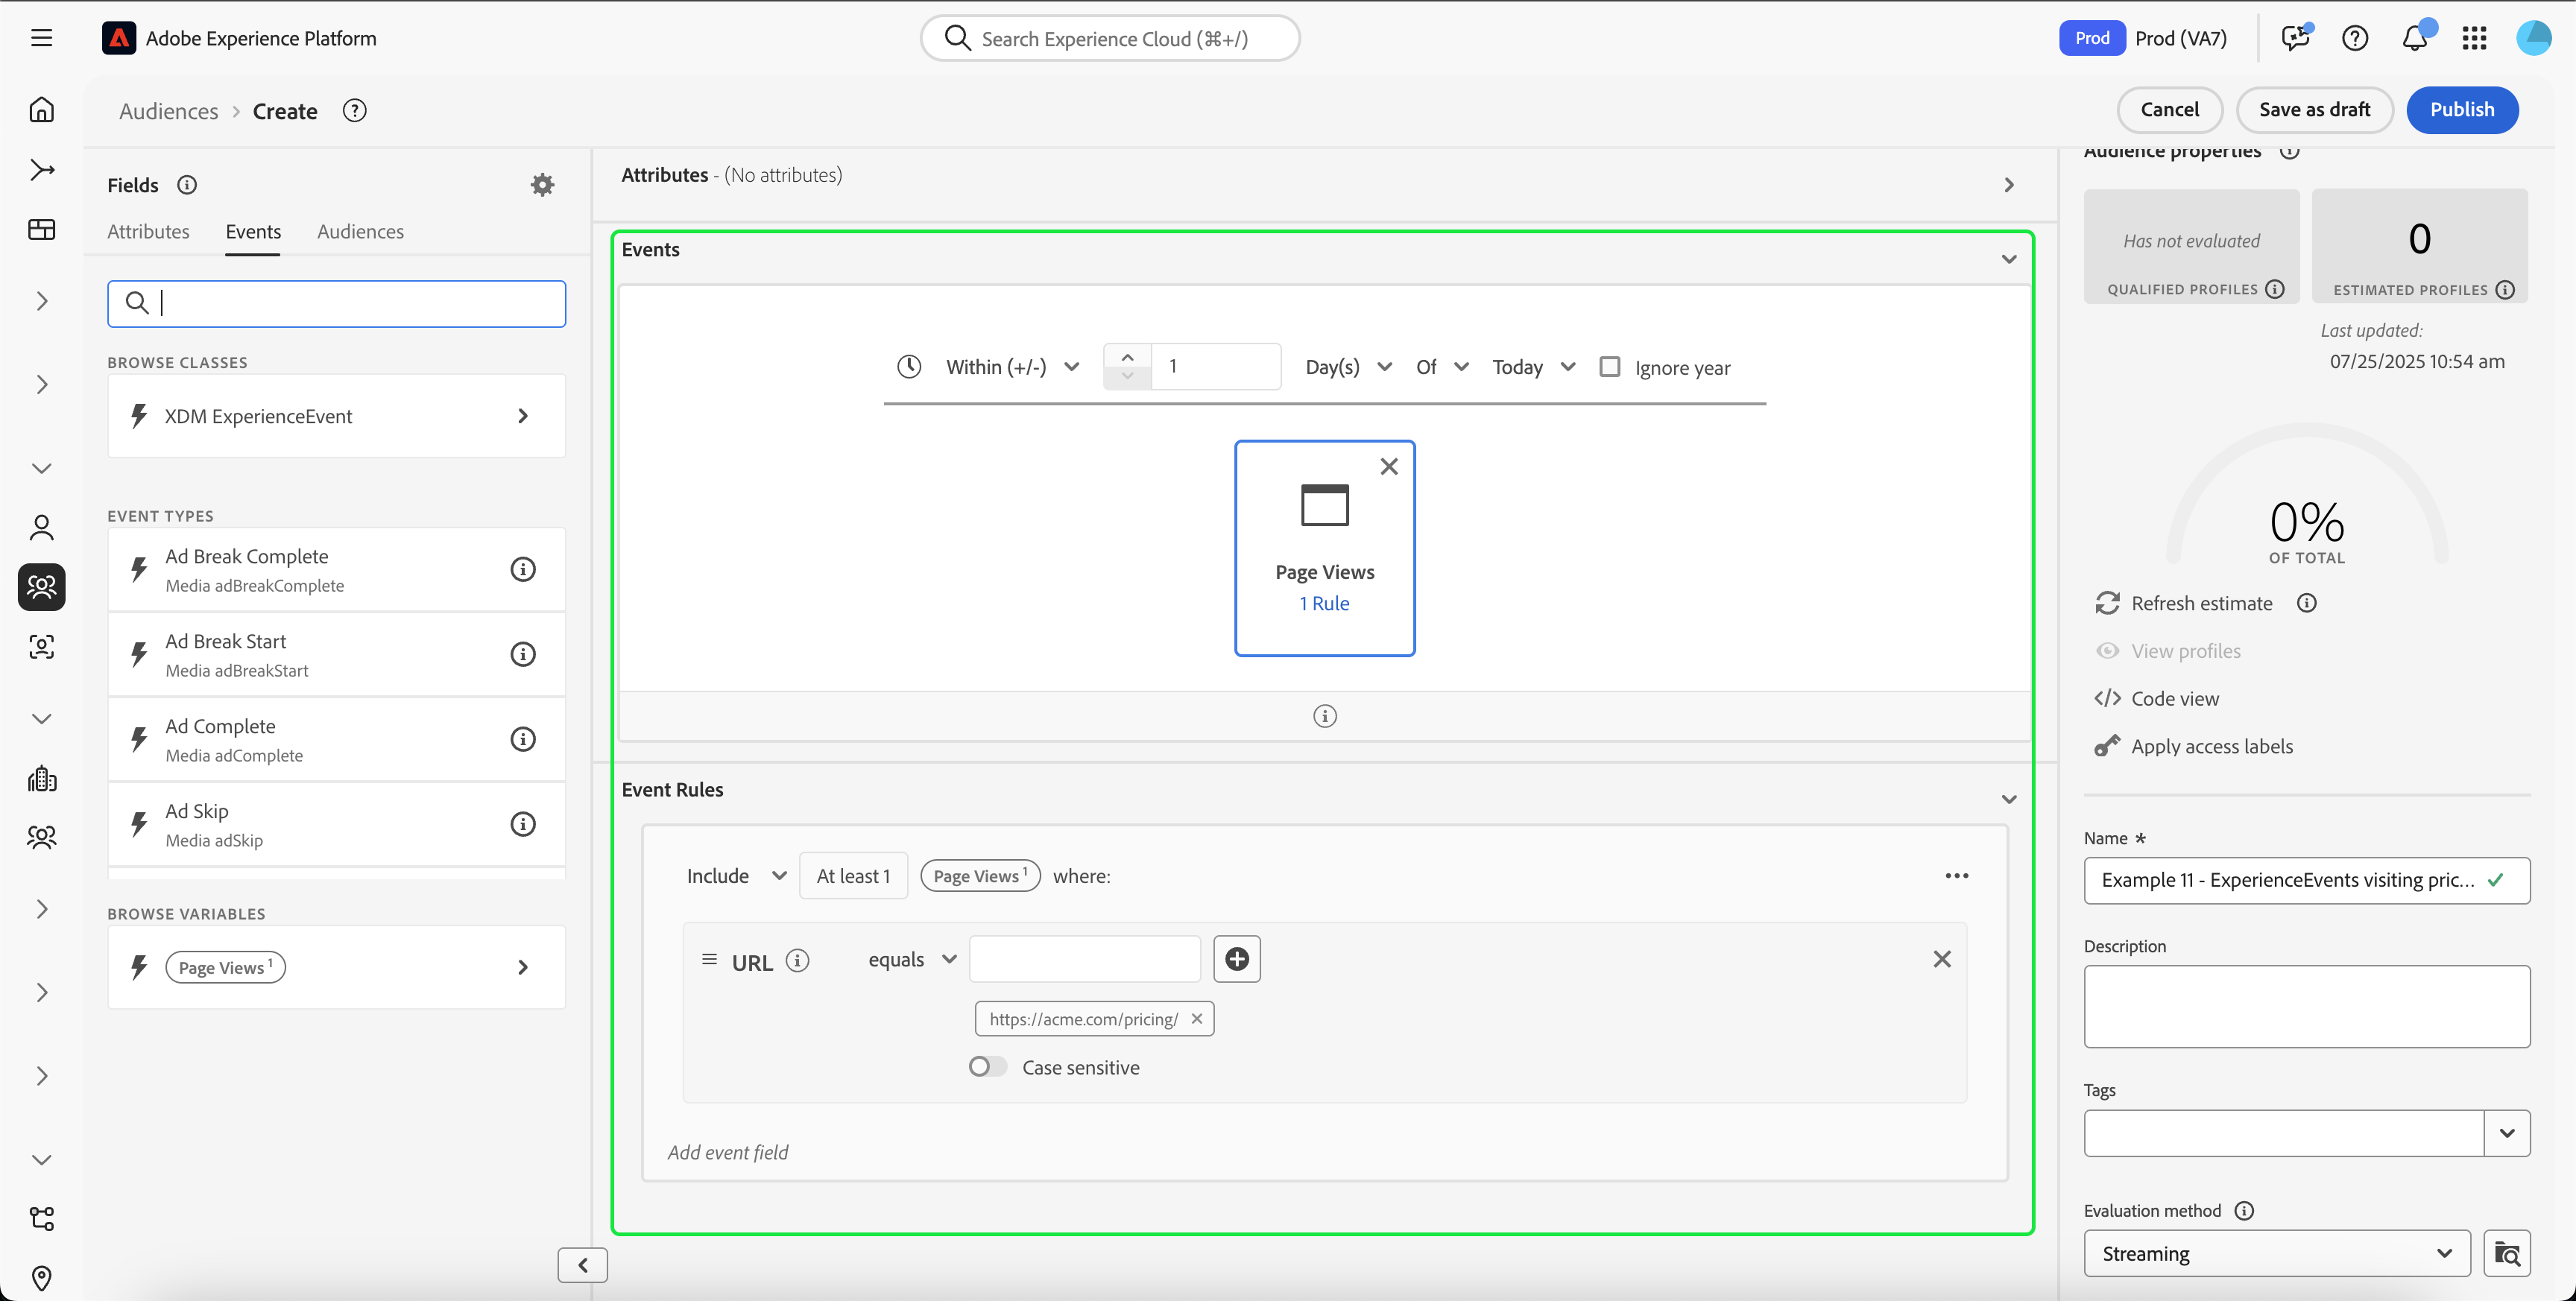 Adobe Experience Platform
Search Experience Cloud (⌘+/)
Prod
Prod (VA7)
Audiences
Create
Cancel
Save as draft
Publish
Fields
Attributes
Events
Audiences
BROWSE CLASSES
XDM ExperienceEvent
EVENT TYPES
Ad Break Complete
Media adBreakComplete
Ad Break Start
Media adBreakStart
Ad Complete
Media adComplete
Ad Skip
Media adSkip
BROWSE VARIABLES
Page Views 1
Attributes - (No attributes)
Events
Within (+/-)
1
Day(s)
Of
Today
Ignore year
Page Views
1 Rule
Event Rules
Include
At least 1
Page Views 1
where:
URL
equals
https://acme.com/pricing/
Case sensitive
Add event field
Audience properties
Has not evaluated
QUALIFIED PROFILES
0
ESTIMATED PROFILES
Last updated:
07/25/2025 10:54 am
0%
OF TOTAL
Refresh estimate
View profiles
Code view
Apply access labels
Name *
Example 11 - ExperienceEvents visiting pric...
Description
Tags
Evaluation method
Streaming